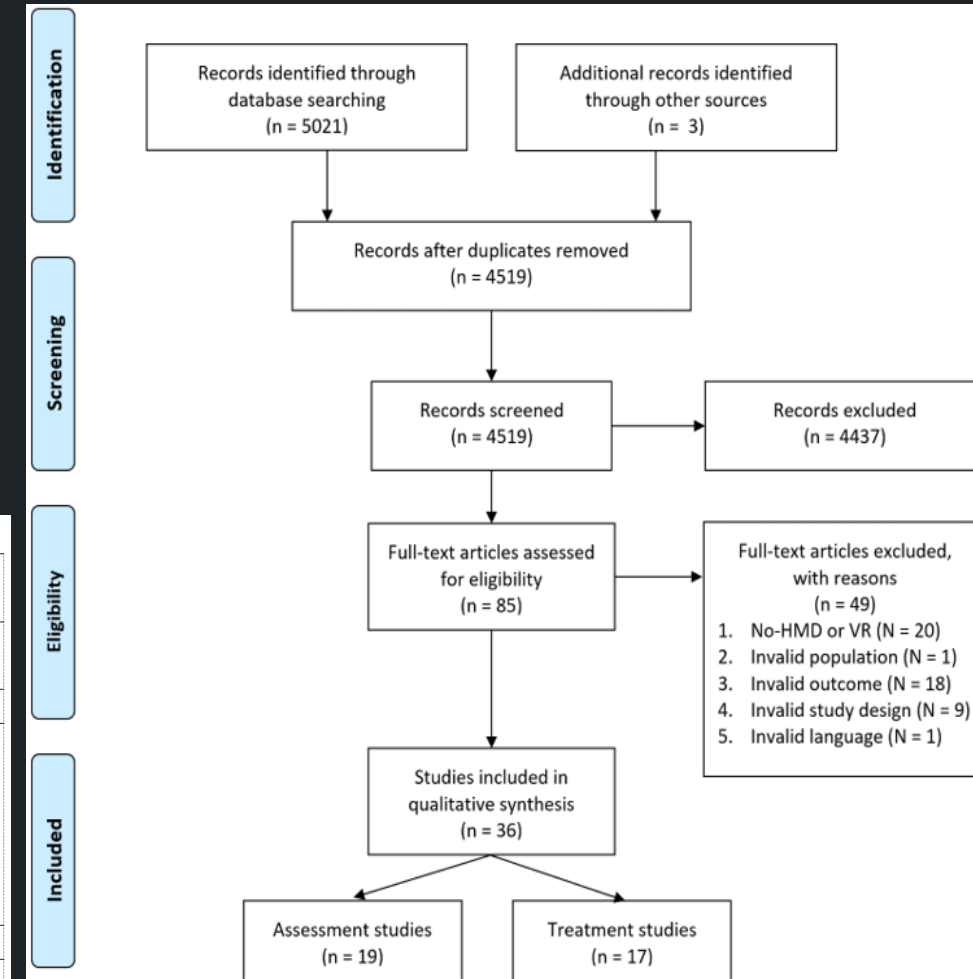 Identification
Records identified through
database searching
(n = 5021)
Additional records identified
through other sources
(n = 3)
Records after duplicates removed
(n = 4519)
Screening
Records screened
(n = 4519)
Records excluded
(n = 4437)
Eligibility
Full-text articles assessed
for eligibility
(n = 85)
Full-text articles excluded,
with reasons
(n = 49)
1. No-HMD or VR (N = 20)
2. Invalid population (N = 1)
3. Invalid outcome (N = 18)
4. Invalid study design (N = 9)
5. Invalid language (N = 1)
Included
Studies included in
qualitative synthesis
(n = 36)
Assessment studies
(n = 19)
Treatment studies
(n = 17)